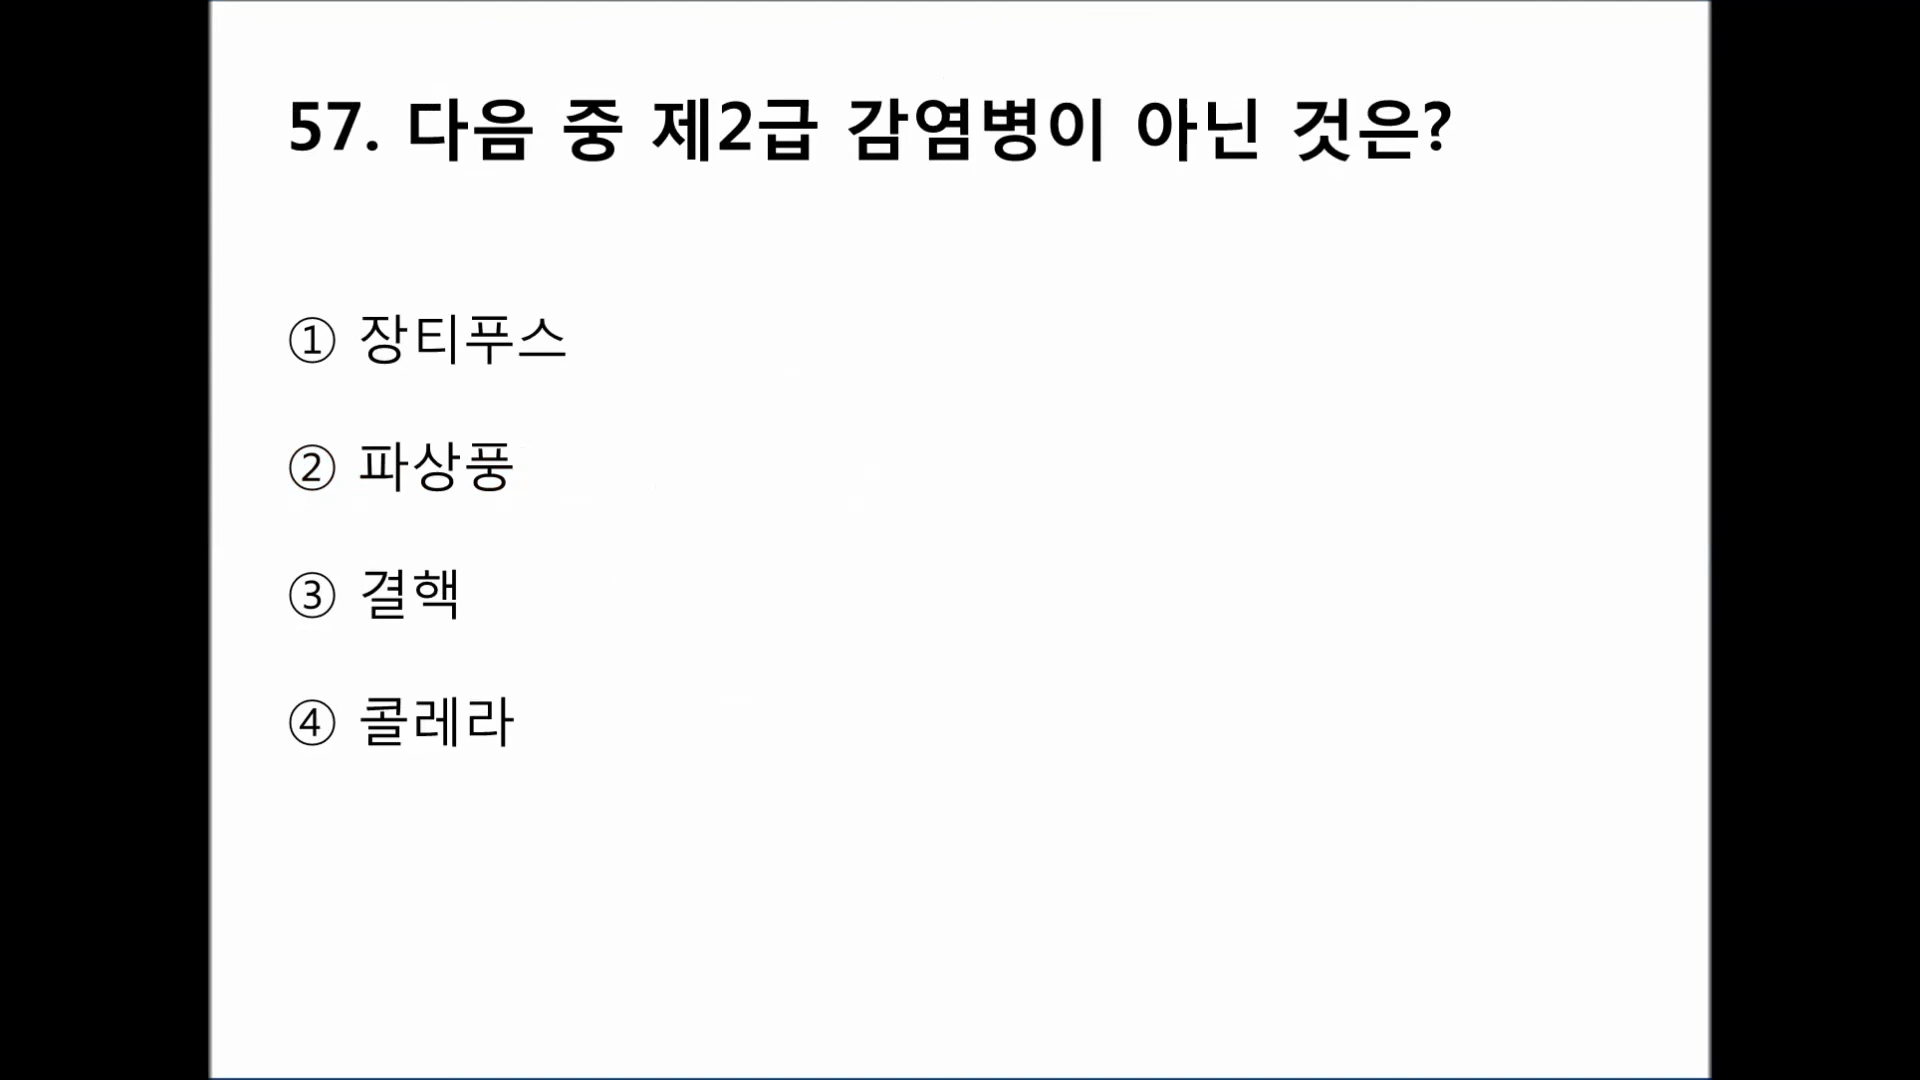 57. 다음 중 제2급 감염병이 아닌 것은?
① 장티푸스
② 파상풍
③ 결핵
④ 콜레라